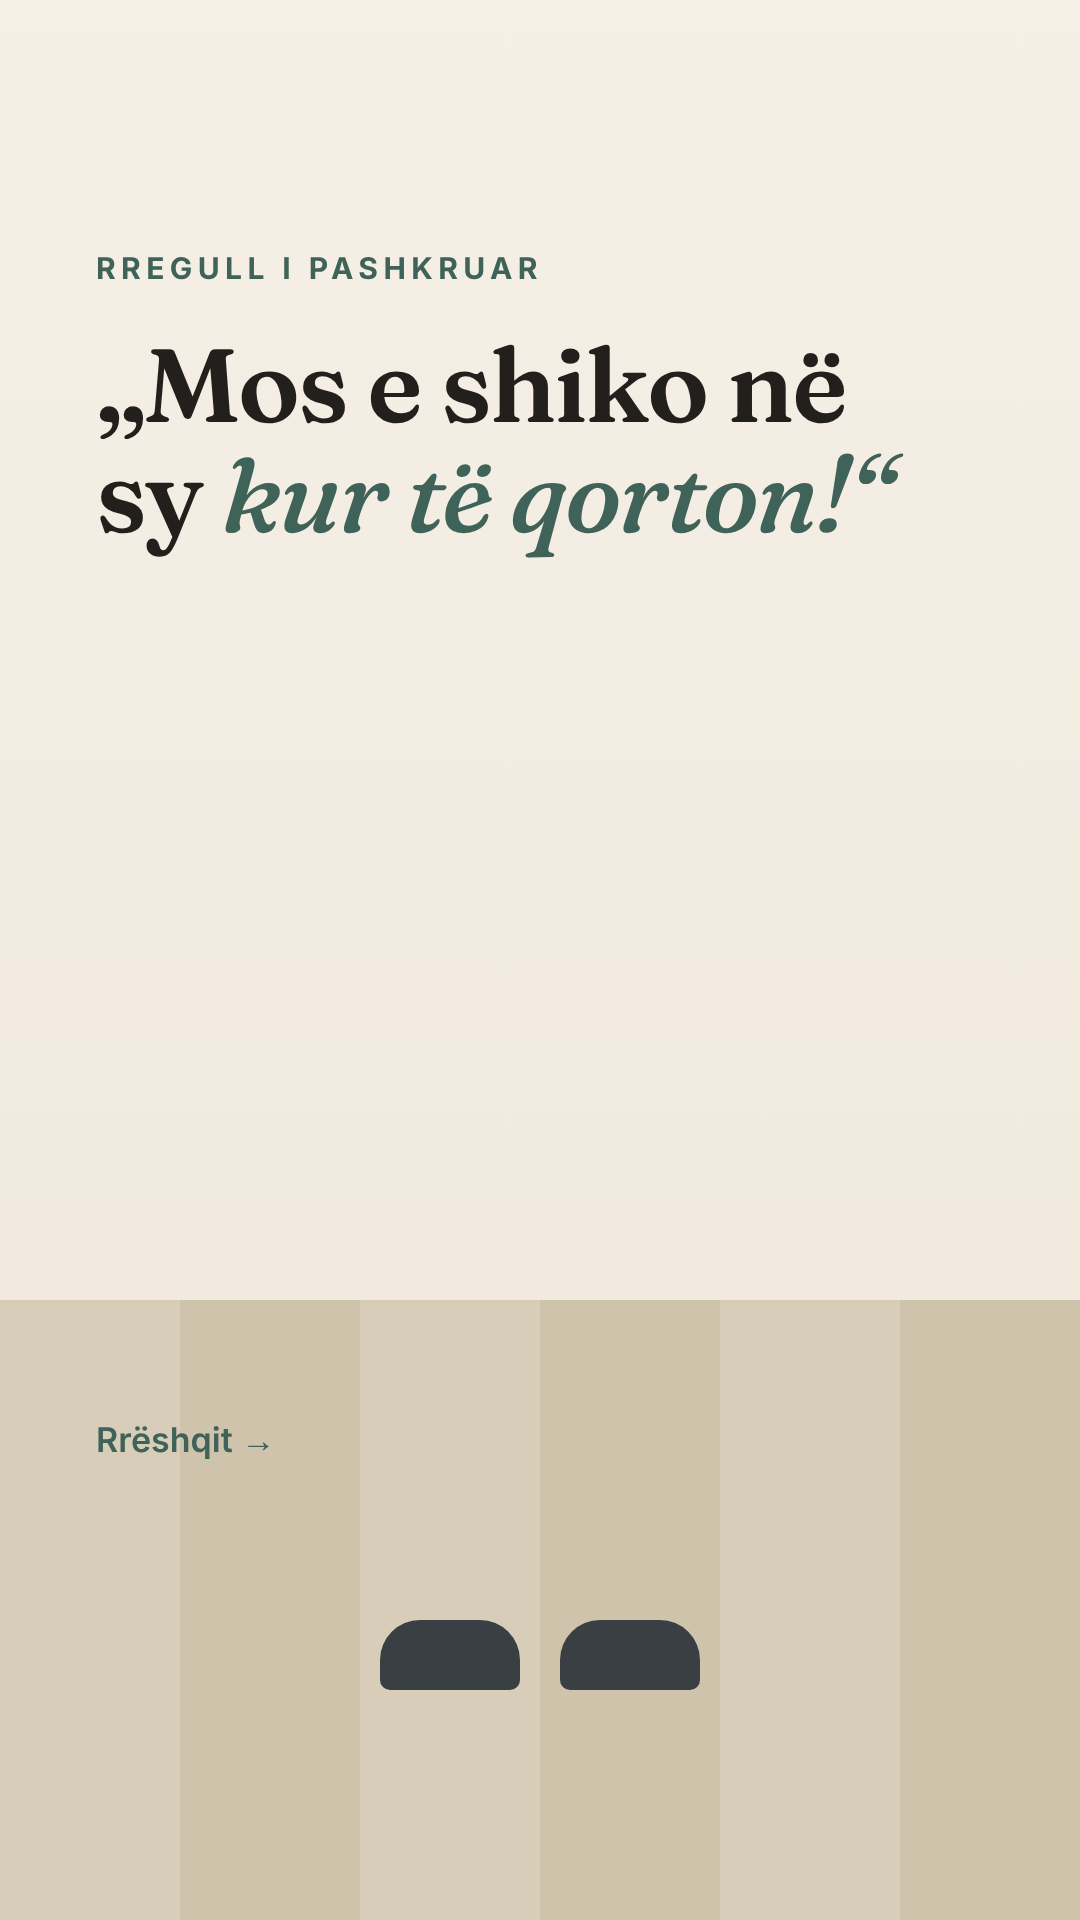 RREGULL I PASHKRUAR
„Mos e shiko në
sy kur të qorton!“
Rrëshqit →